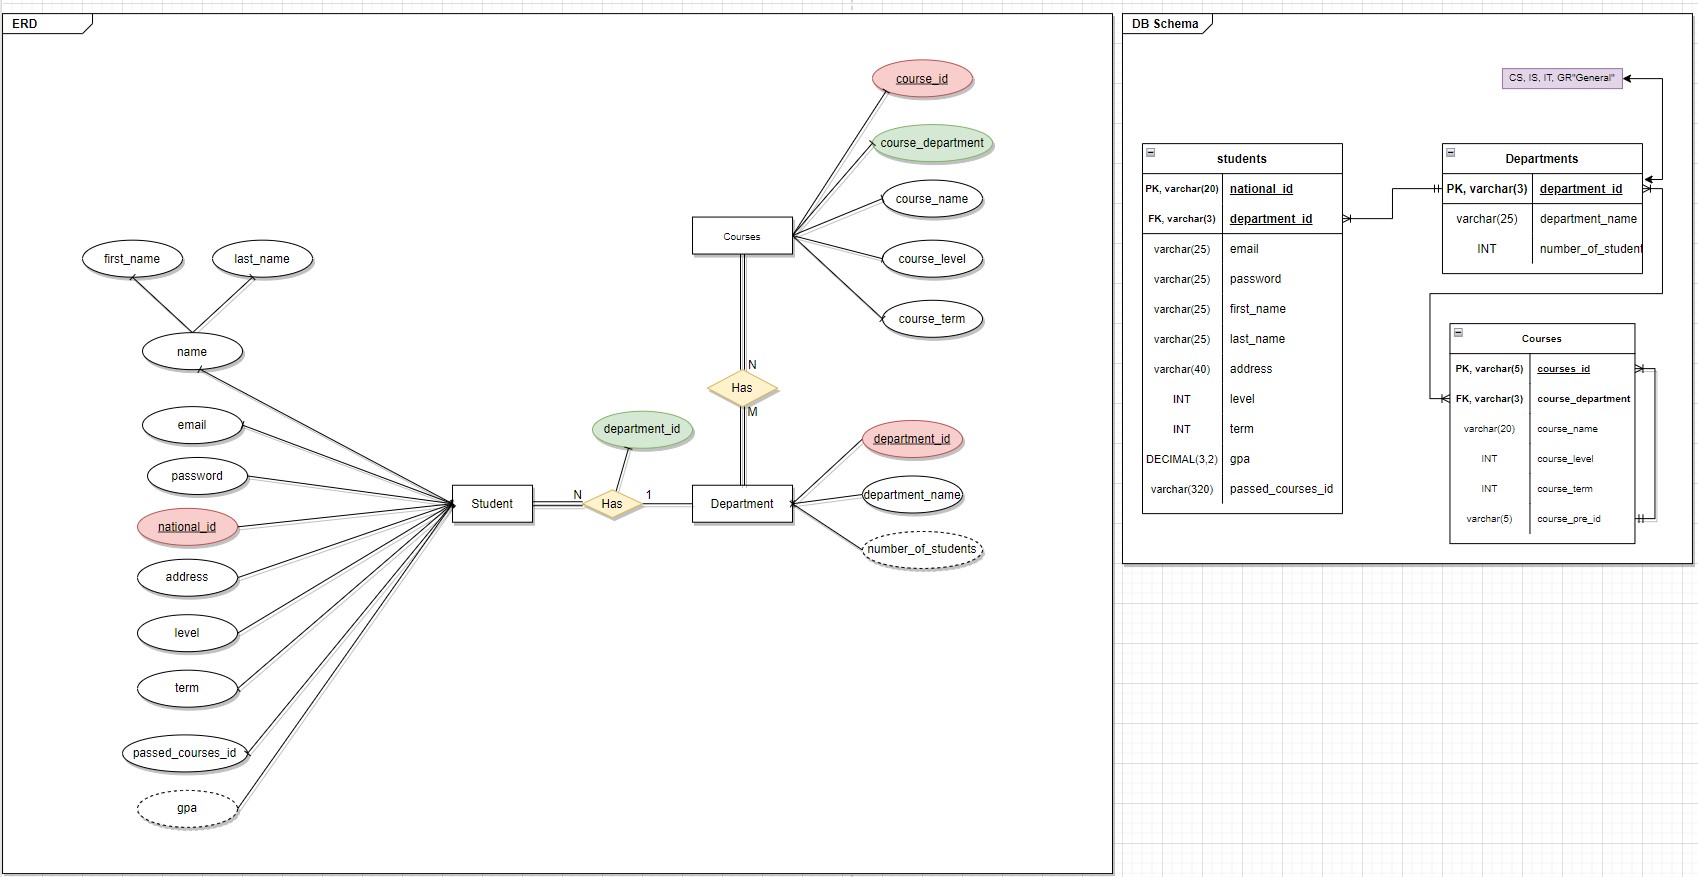 ERD
course_id
course_department
course_name
course_level
course_term
Courses
first_name
last_name
name
email
password
national_id
address
level
term
passed_courses_id
gpa
Student
N
Has
1
department_id
Department
N
Has
M
department_id
department_name
number_of_students
DB Schema
CS, IS, IT, GR"General"
students
PK, varchar(20) national_id
FK, varchar(3) department_id
varchar(25) email
varchar(25) password
varchar(25) first_name
varchar(25) last_name
varchar(40) address
INT level
INT term
DECIMAL(3,2) gpa
varchar(320) passed_courses_id
Departments
PK, varchar(3) department_id
varchar(25) department_name
INT number_of_student
Courses
PK, varchar(5) courses_id
FK, varchar(3) course_department
varchar(20) course_name
INT course_level
INT course_term
varchar(5) course_pre_id